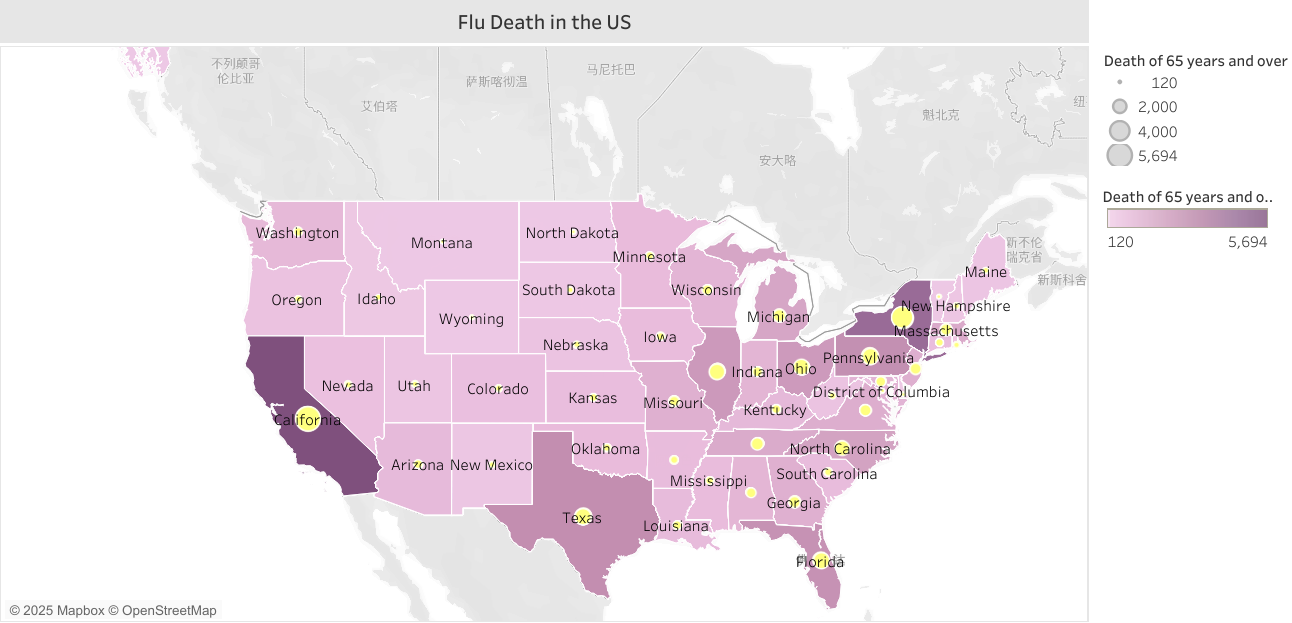 Flu Death in the US
Death of 65 years and over
120
2,000
4,000
5,694
Death of 65 years and o..
120
5,694
不列颠哥
伦比亚
艾伯塔
萨斯喀彻温
马尼托巴
安大略
魁北克
纽
新不伦
瑞克省
新斯科舍
Washington
Montana
North Dakota
Minnesota
Maine
Oregon
Idaho
Wyoming
South Dakota
Wisconsin
Michigan
New Hampshire
Massachusetts
Nebraska
Iowa
Nevada
Utah
Colorado
Kansas
Missouri
Indiana
Ohio
Pennsylvania
District of Columbia
Kentucky
California
Arizona
New Mexico
Oklahoma
North Carolina
Mississippi
South Carolina
Georgia
Texas
Louisiana
Florida
© 2025 Mapbox © OpenStreetMap